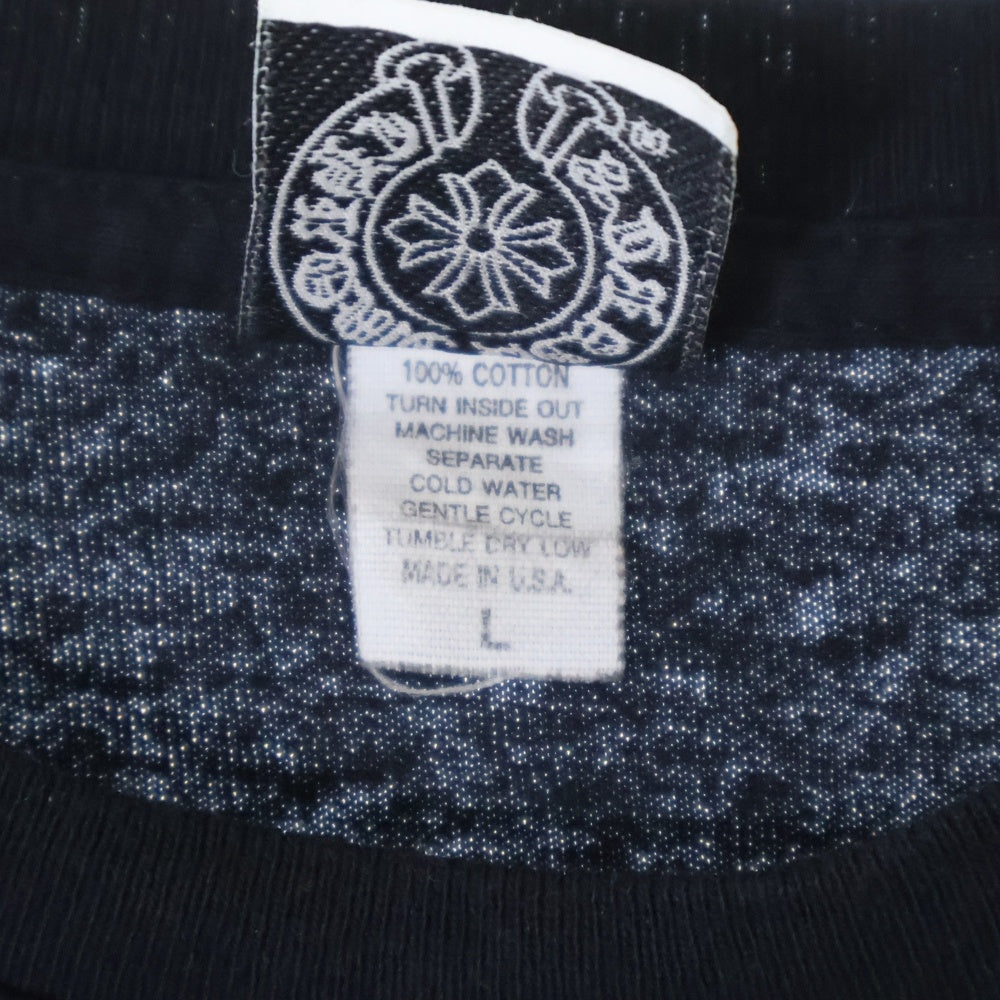 100% COTTON
TURN INSIDE OUT
MACHINE WASH
SEPARATE
COLD WATER
GENTLE CYCLE
TUMBLE DRY LOW
MADE IN U.S.A.
L